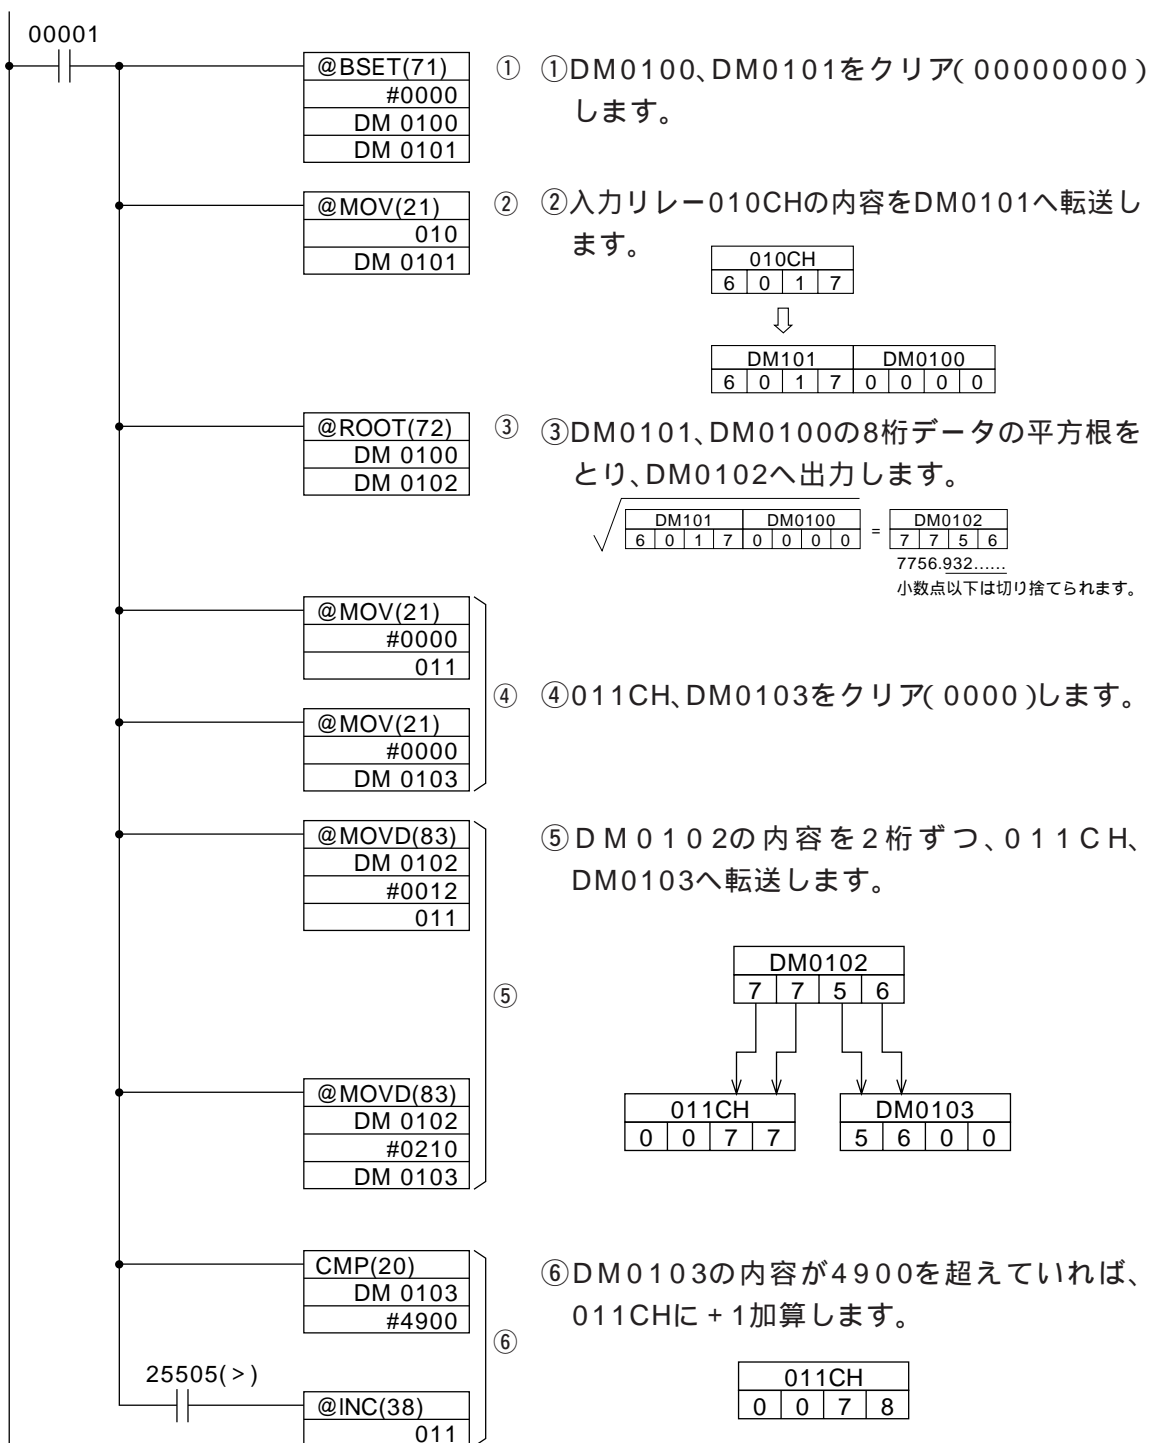 00001
@BSET(71)
#0000
DM 0100
DM 0101
① ①DM0100、DM0101をクリア(00000000)
します。
@MOV(21)
010
DM 0101
② ②入力リレー010CHの内容をDM0101へ転送し
ます。
010CH
6 0 1 7
⇩
DM101 DM0100
6 0 1 7 0 0 0 0
@ROOT(72)
DM 0100
DM 0102
③ ③DM0101、DM0100の8桁データの平方根を
とり、DM0102へ出力します。
√ DM101 DM0100 = DM0102
6 0 1 7 0 0 0 0 7 7 5 6
7756.932……
小数点以下は切り捨てられます。
@MOV(21)
#0000
011
④ ④011CH、DM0103をクリア(0000)します。
@MOV(21)
#0000
DM 0103
@MOVD(83)
DM 0102
#0012
011
⑤DM0102の内容を2桁ずつ、011CH、
DM0103へ転送します。
⑤
DM0102
7 7 5 6
011CH DM0103
0 0 7 7 5 6 0 0
@MOVD(83)
DM 0102
#0210
DM 0103
CMP(20)
DM 0103
#4900
⑥ ⑥DM0103の内容が4900を超えていれば、
011CHに+1加算します。
25505(>)
@INC(38)
011
011CH
0 0 7 8